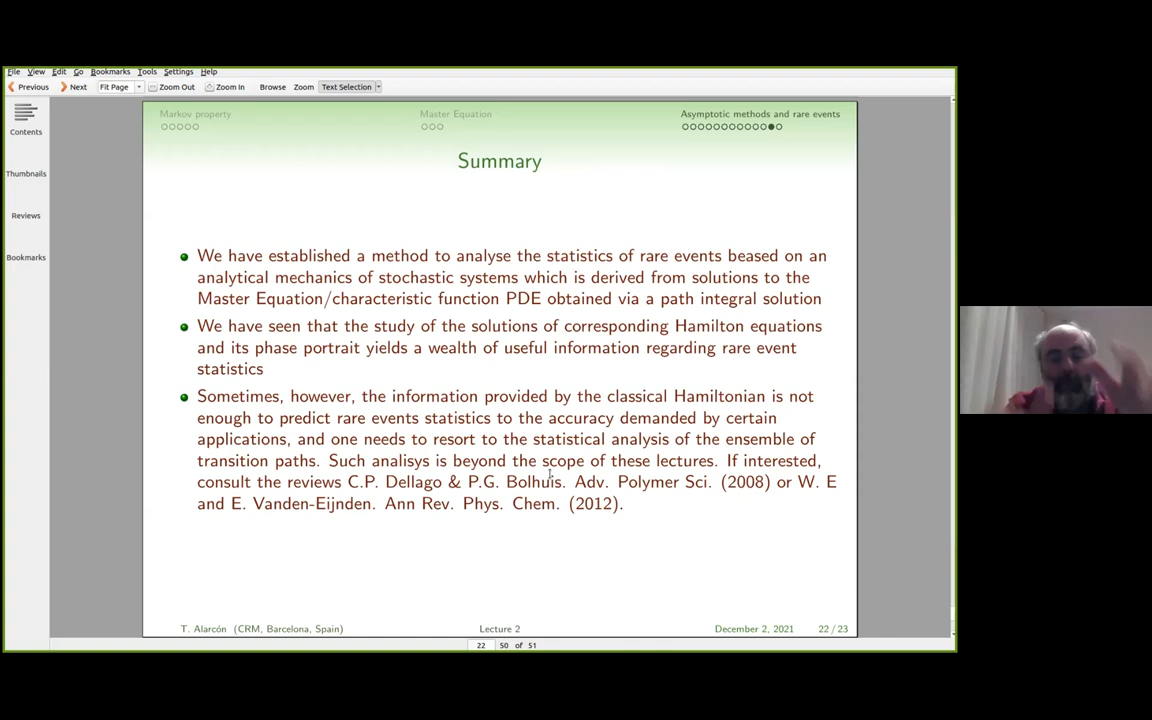 File View Edit Go Bookmarks Tools Settings Help
Previous Next Fit Page Zoom Out Zoom In Browse Zoom Text Selection
Contents
Thumbnails
Reviews
Bookmarks
Markov property Master Equation Asymptotic methods and rare events
Summary
We have established a method to analyse the statistics of rare events beased on an
analytical mechanics of stochastic systems which is derived from solutions to the
Master Equation/characteristic function PDE obtained via a path integral solution
We have seen that the study of the solutions of corresponding Hamilton equations
and its phase portrait yields a wealth of useful information regarding rare event
statistics
Sometimes, however, the information provided by the classical Hamiltonian is not
enough to predict rare events statistics to the accuracy demanded by certain
applications, and one needs to resort to the statistical analysis of the ensemble of
transition paths. Such analisys is beyond the scope of these lectures. If interested,
consult the reviews C.P. Dellago & P.G. Bolhuis. Adv. Polymer Sci. (2008) or W. E
and E. Vanden-Eijnden. Ann Rev. Phys. Chem. (2012).
T. Alarcón (CRM, Barcelona, Spain) Lecture 2 December 2, 2021 22 / 23
22 50 of 51